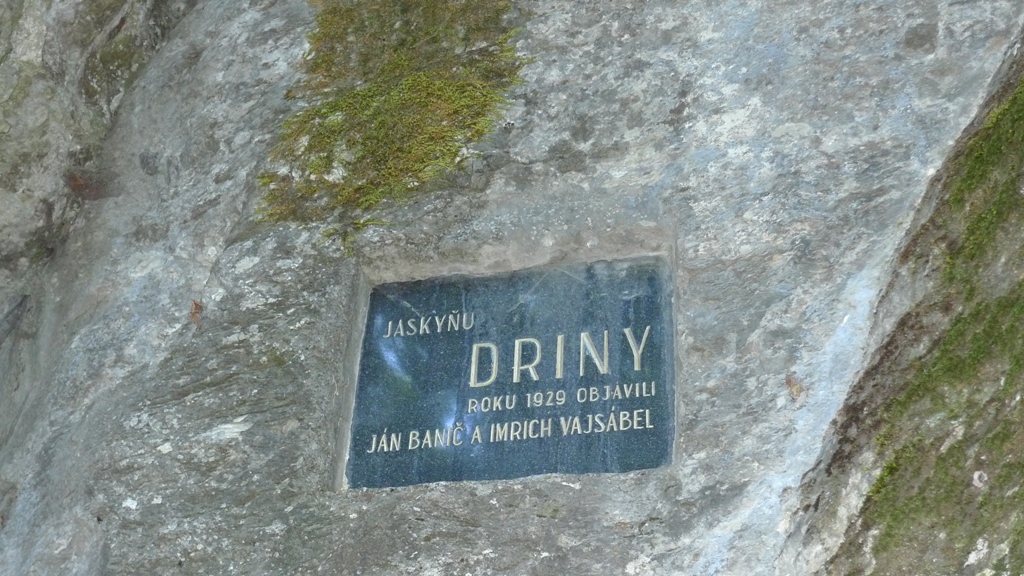 JASKYŇU
DRINY
ROKU 1929 OBJAVILI
JÁN BANIČ A IMRICH VAJSÁBEL